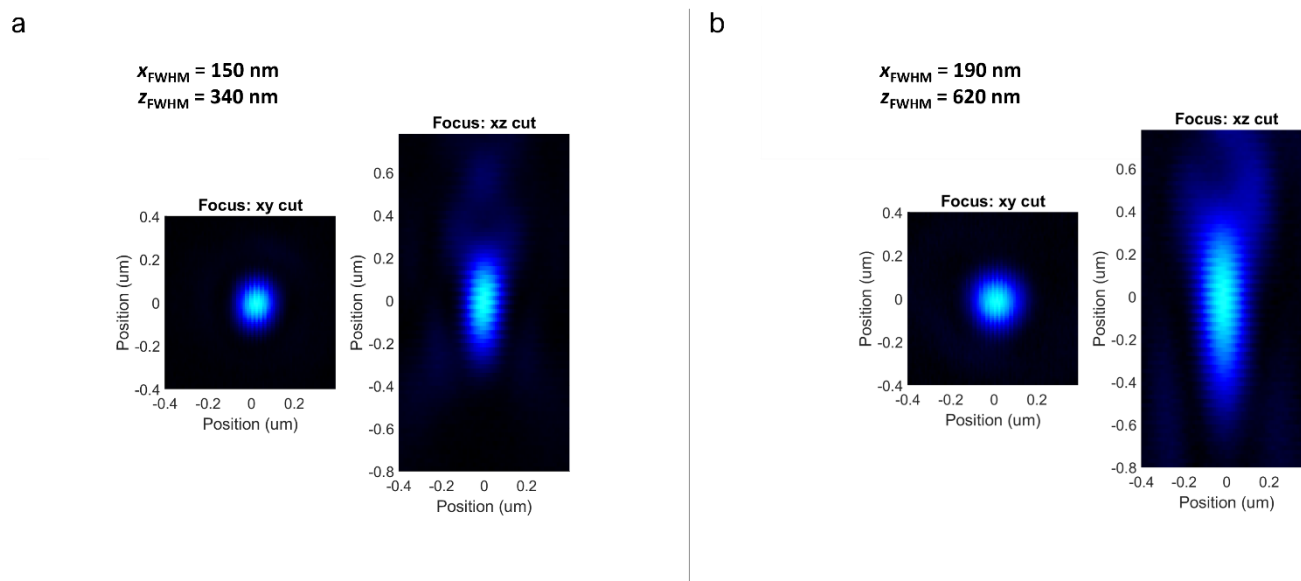 a
x_FWHM = 150 nm
z_FWHM = 340 nm
Focus: xy cut
0.4
0.2
0
-0.2
-0.4
Position (um)
-0.4 -0.2 0 0.2
Position (um)
Focus: xz cut
0.6
0.4
0.2
0
-0.2
-0.4
-0.6
-0.8
Position (um)
-0.4 -0.2 0 0.2
Position (um)
b
x_FWHM = 190 nm
z_FWHM = 620 nm
Focus: xy cut
0.4
0.2
0
-0.2
-0.4
Position (um)
-0.4 -0.2 0 0.2
Position (um)
Focus: xz cut
0.6
0.4
0.2
0
-0.2
-0.4
-0.6
-0.8
Position (um)
-0.4 -0.2 0 0.2
Position (um)